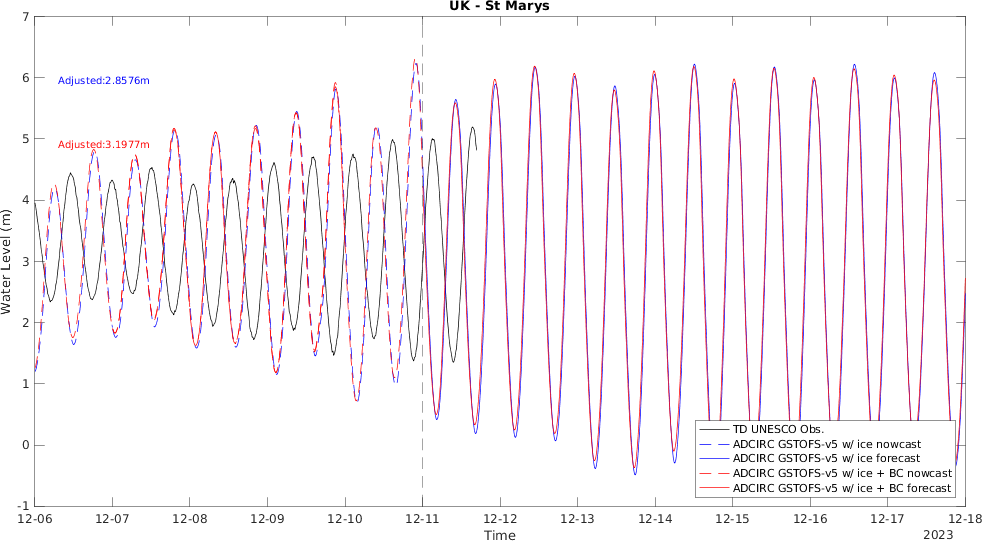 UK - St Marys
7
6
5
4
3
2
1
0
-1
Water Level (m)
Adjusted:2.8576m
Adjusted:3.1977m
TD UNESCO Obs.
ADCIRC GSTOFS-v5 w/ ice nowcast
ADCIRC GSTOFS-v5 w/ ice forecast
ADCIRC GSTOFS-v5 w/ ice + BC nowcast
ADCIRC GSTOFS-v5 w/ ice + BC forecast
12-06 12-07 12-08 12-09 12-10 12-11 12-12 12-13 12-14 12-15 12-16 12-17 12-18
Time
2023